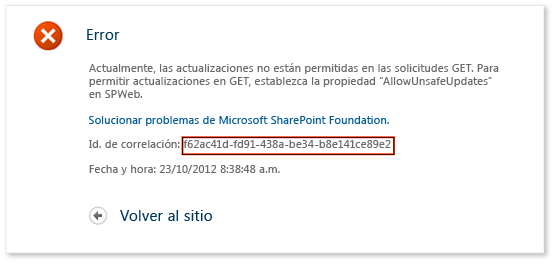 Error
Actualmente, las actualizaciones no están permitidas en las solicitudes GET. Para
permitir actualizaciones en GET, establezca la propiedad "AllowUnsafeUpdates"
en SPWeb.
Solucionar problemas de Microsoft SharePoint Foundation.
Id. de correlación: f62ac41d-fd91-438a-be34-b8e141ce89e2
Fecha y hora: 23/10/2012 8:38:48 a.m.
Volver al sitio